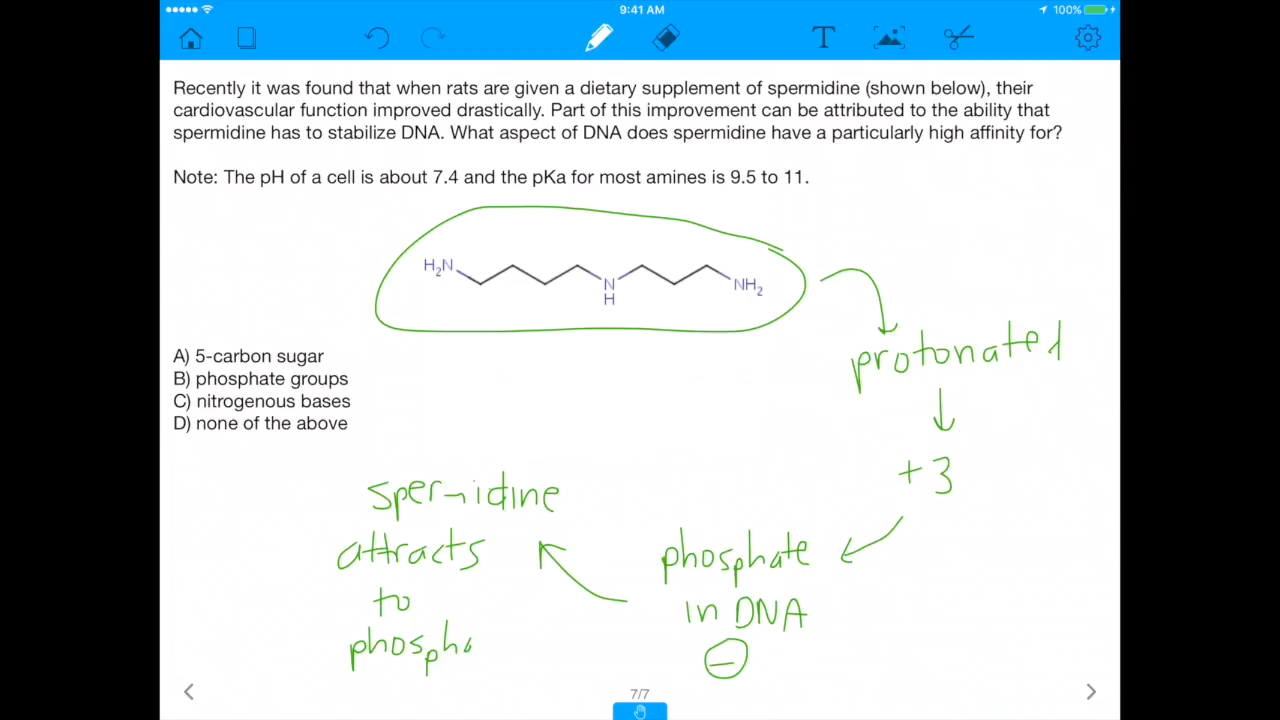 9:41 AM
100%
T
Recently it was found that when rats are given a dietary supplement of spermidine (shown below), their
cardiovascular function improved drastically. Part of this improvement can be attributed to the ability that
spermidine has to stabilize DNA. What aspect of DNA does spermidine have a particularly high affinity for?
Note: The pH of a cell is about 7.4 and the pKa for most amines is 9.5 to 11.
H₂N
N
H
NH₂
A) 5-carbon sugar
B) phosphate groups
C) nitrogenous bases
D) none of the above
protonated
+3
phosphate
in DNA
−
spermidine
attracts
to
phospha
7/7